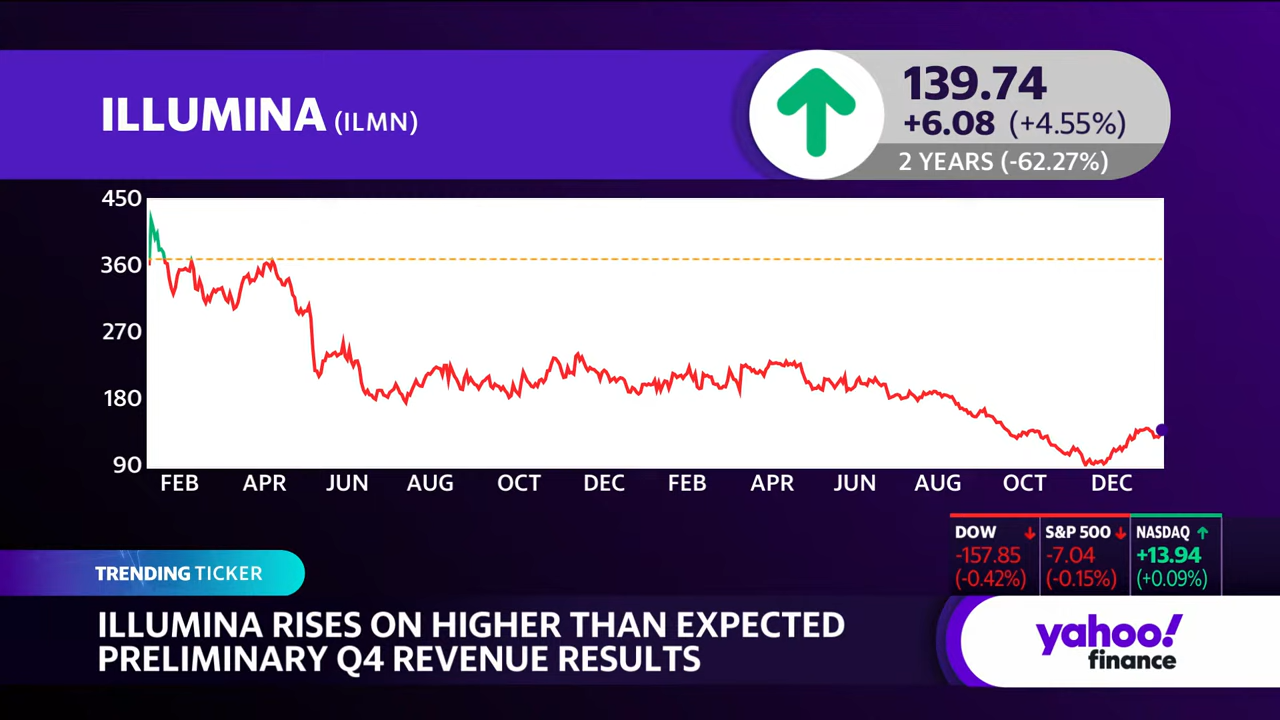 ILLUMINA (ILMN)
139.74
+6.08 (+4.55%)
2 YEARS (-62.27%)
450
360
270
180
90
FEB APR JUN AUG OCT DEC FEB APR JUN AUG OCT DEC
DOW S&P 500 NASDAQ
-157.85 -7.04 +13.94
(-0.42%) (-0.15%) (+0.09%)
TRENDING TICKER
ILLUMINA RISES ON HIGHER THAN EXPECTED
PRELIMINARY Q4 REVENUE RESULTS
yahoo!
finance